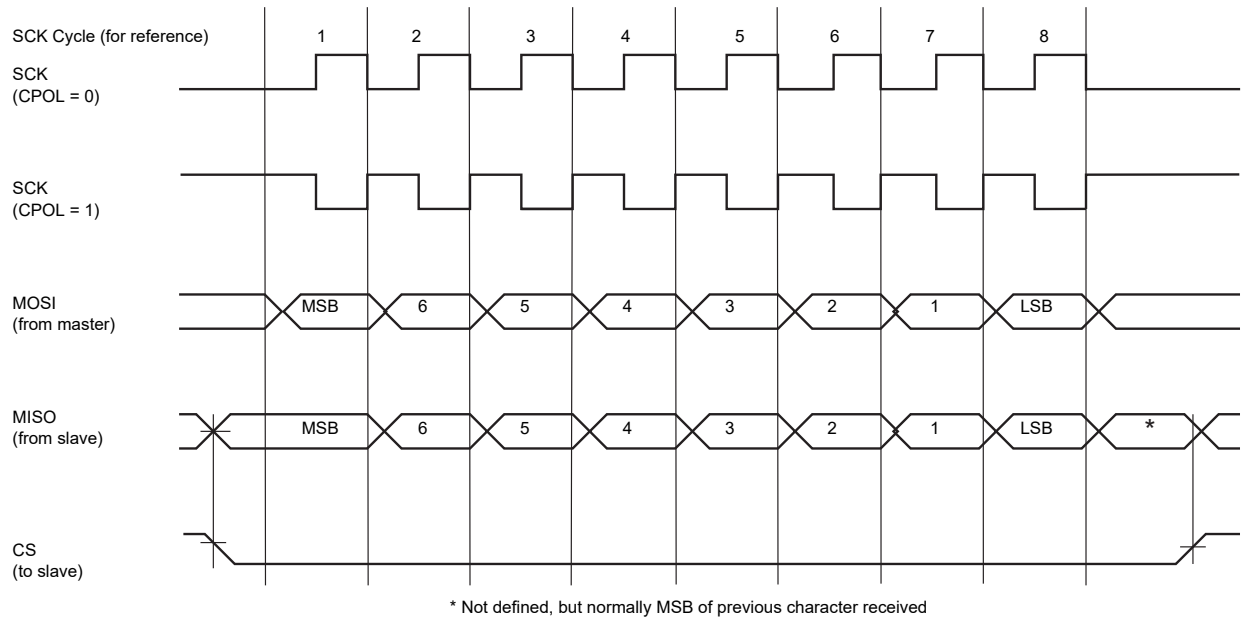 SCK Cycle (for reference) 1 2 3 4 5 6 7 8
SCK
(CPOL = 0)
SCK
(CPOL = 1)
MOSI
(from master)
MSB 6 5 4 3 2 1 LSB
MISO
(from slave)
MSB 6 5 4 3 2 1 LSB *
CS
(to slave)
* Not defined, but normally MSB of previous character received